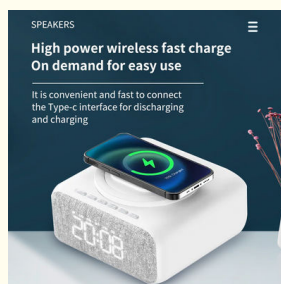 SPEAKERS
High power wireless fast charge
On demand for easy use
It is convenient and fast to connect
the Type-c interface for discharging
and charging
20:08